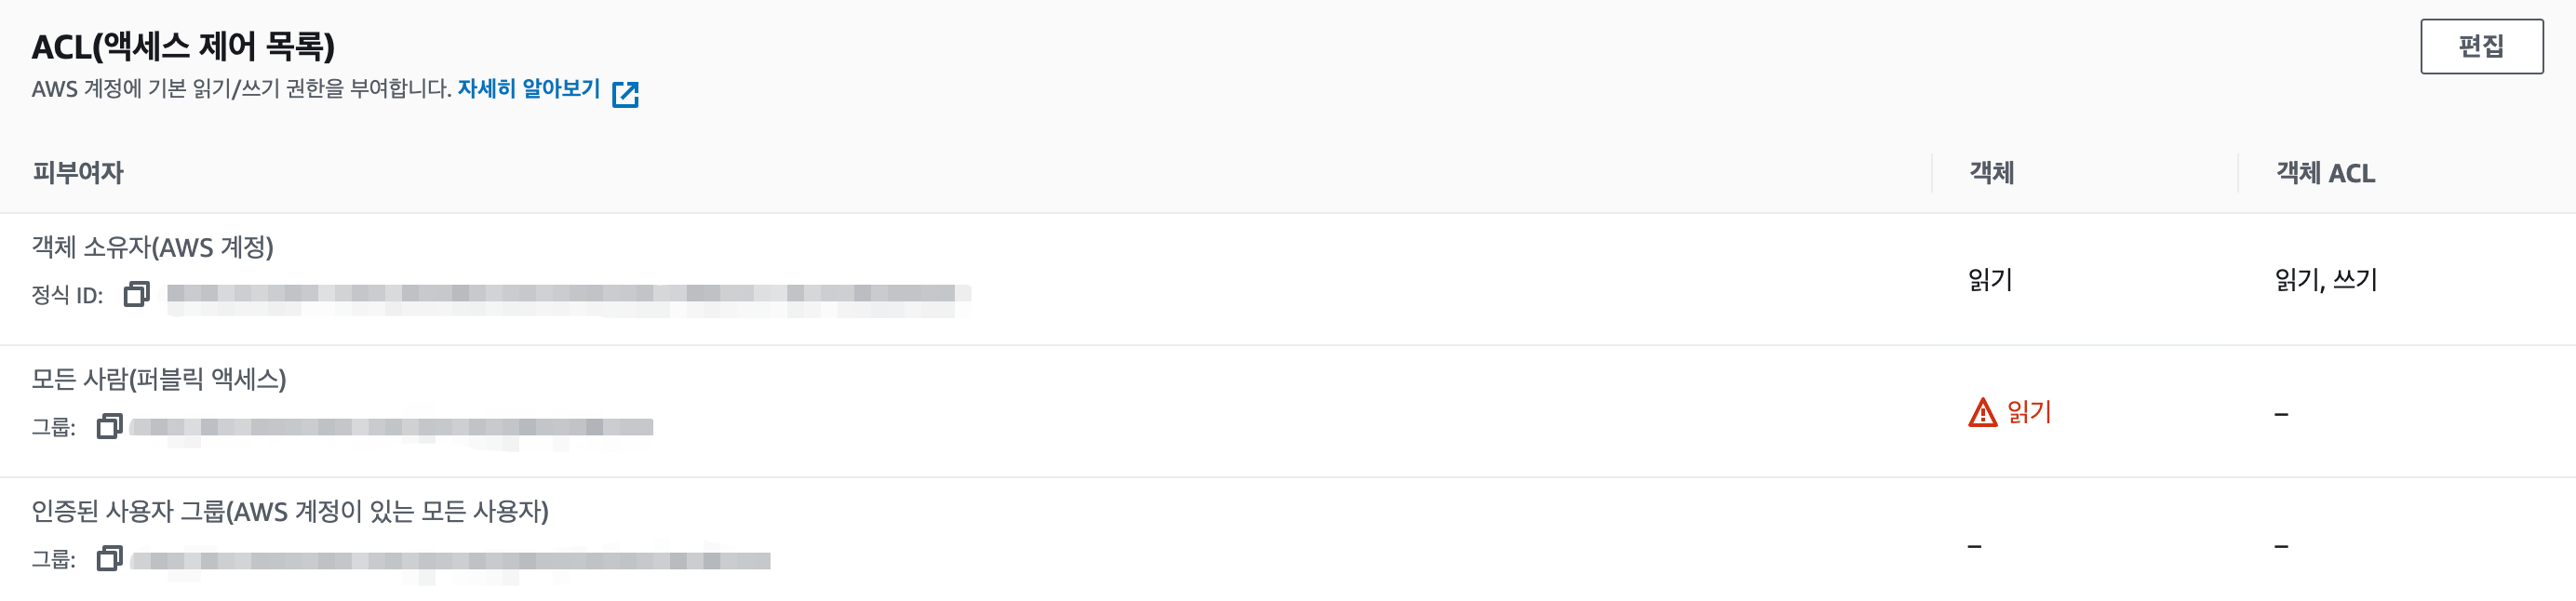 ACL(액세스 제어 목록)
편집
AWS 계정에 기본 읽기/쓰기 권한을 부여합니다. 자세히 알아보기
피부여자 객체 객체 ACL
객체 소유자(AWS 계정)
정식 ID:
읽기 읽기, 쓰기
모든 사람(퍼블릭 액세스)
그룹:
읽기 –
인증된 사용자 그룹(AWS 계정이 있는 모든 사용자)
그룹:
– –